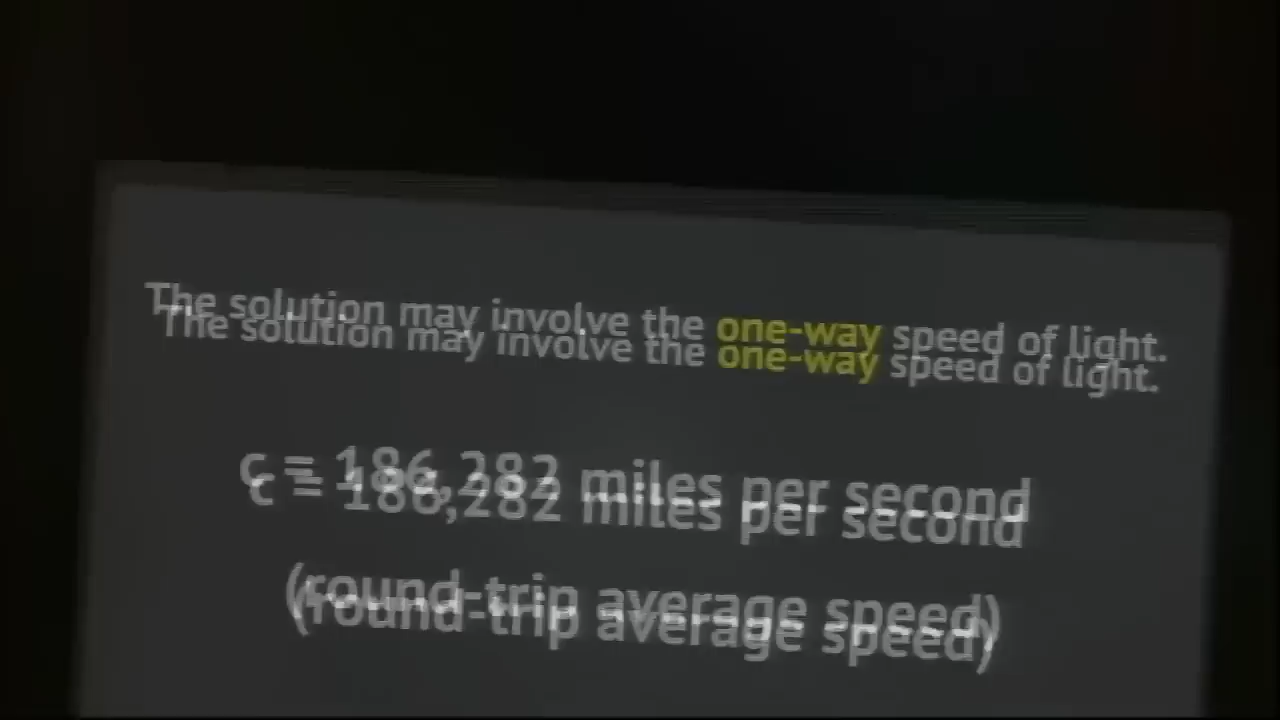 The solution may involve the one-way speed of light.
c = 186,282 miles per second
(round-trip average speed)